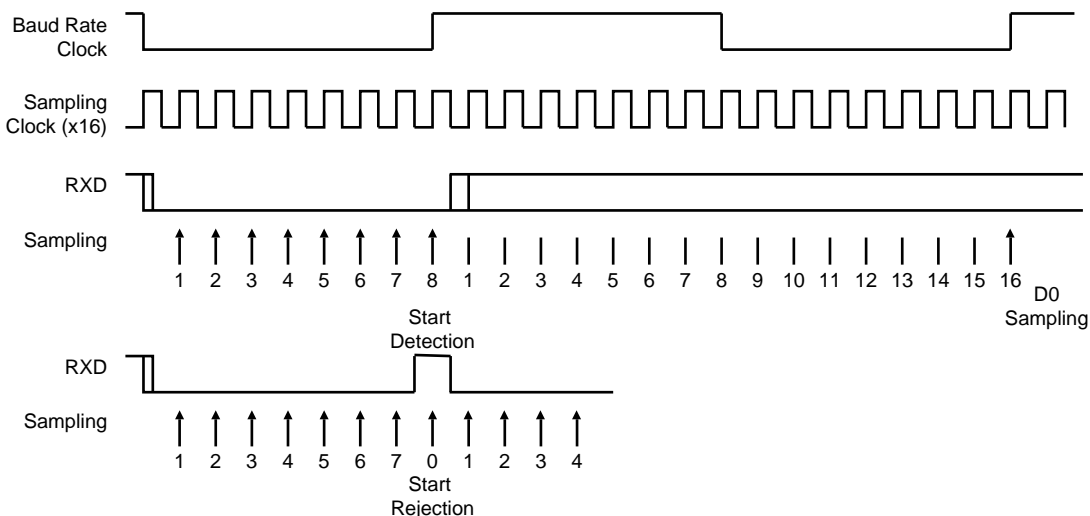 Baud Rate
Clock
Sampling
Clock (x16)
RXD
Sampling
1 2 3 4 5 6 7 8 1 2 3 4 5 6 7 8 9 10 11 12 13 14 15 16
D0
Sampling
Start
Detection
RXD
Sampling
1 2 3 4 5 6 7 0 1 2 3 4
Start
Rejection